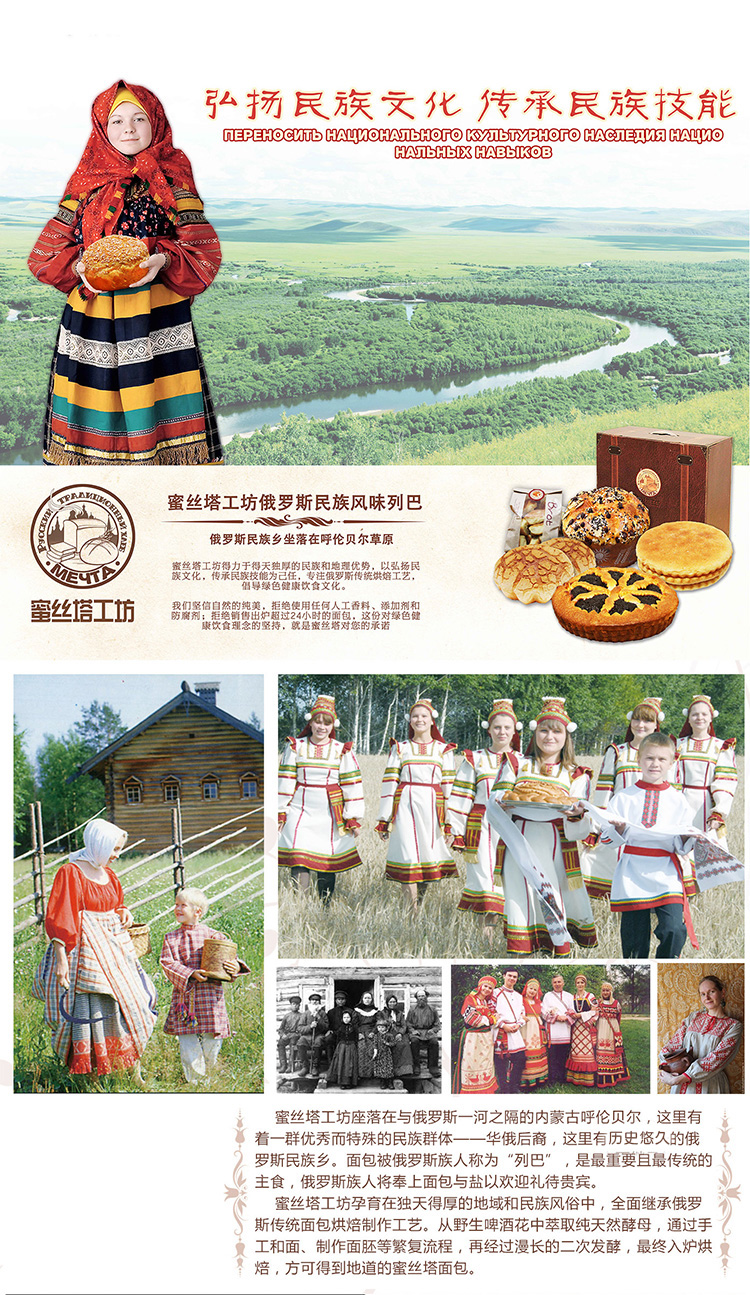 弘扬民族文化 传承民族技能
ПЕРЕНОСИТЬ НАЦИОНАЛЬНОГО КУЛЬТУРНОГО НАСЛЕДИЯ НАЦИО
НАЛЬНЫХ НАВЫКОВ
МЕЧТА
蜜丝塔工坊
蜜丝塔工坊俄罗斯民族风味列巴
俄罗斯民族乡坐落在呼伦贝尔草原
蜜丝塔工坊得力于得天独厚的民族和地理优势，以弘扬民
族文化，传承民族技能为己任，专注俄罗斯传统烘焙工艺，
倡导绿色健康饮食文化。
我们坚信自然的纯美，拒绝使用任何人工香料、添加剂和
防腐剂；拒绝销售出炉超过24小时的面包，这份对绿色健
康饮食理念的坚持，就是蜜丝塔对您的承诺
Brot
蜜丝塔工坊座落在与俄罗斯一河之隔的内蒙古呼伦贝尔，这里有
着一群优秀而特殊的民族群体——华俄后裔，这里有历史悠久的俄
罗斯民族乡。面包被俄罗斯族人称为“列巴”，是最重要且最传统的
主食，俄罗斯族人将奉上面包与盐以欢迎礼待贵宾。
蜜丝塔工坊孕育在独天得厚的地域和民族风俗中，全面继承俄罗
斯传统面包烘焙制作工艺。从野生啤酒花中萃取纯天然酵母，通过手
工和面、制作面胚等繁复流程，再经过漫长的二次发酵，最终入炉烘
焙，方可得到地道的蜜丝塔面包。